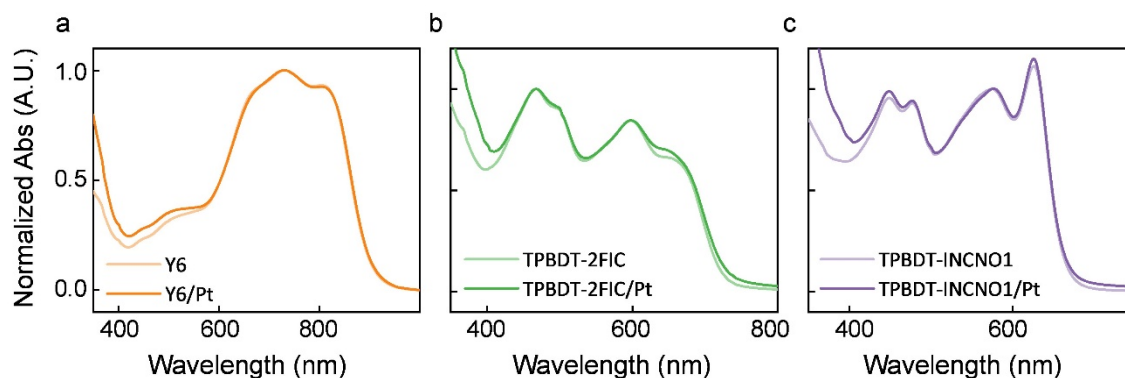 a
b
c
Normalized Abs (A.U.)
1.0
0.5
0.0
Y6
Y6/Pt
400
600
800
Wavelength (nm)
TPBDT-2FIC
TPBDT-2FIC/Pt
400
600
800
Wavelength (nm)
TPBDT-INCNO1
TPBDT-INCNO1/Pt
400
600
Wavelength (nm)